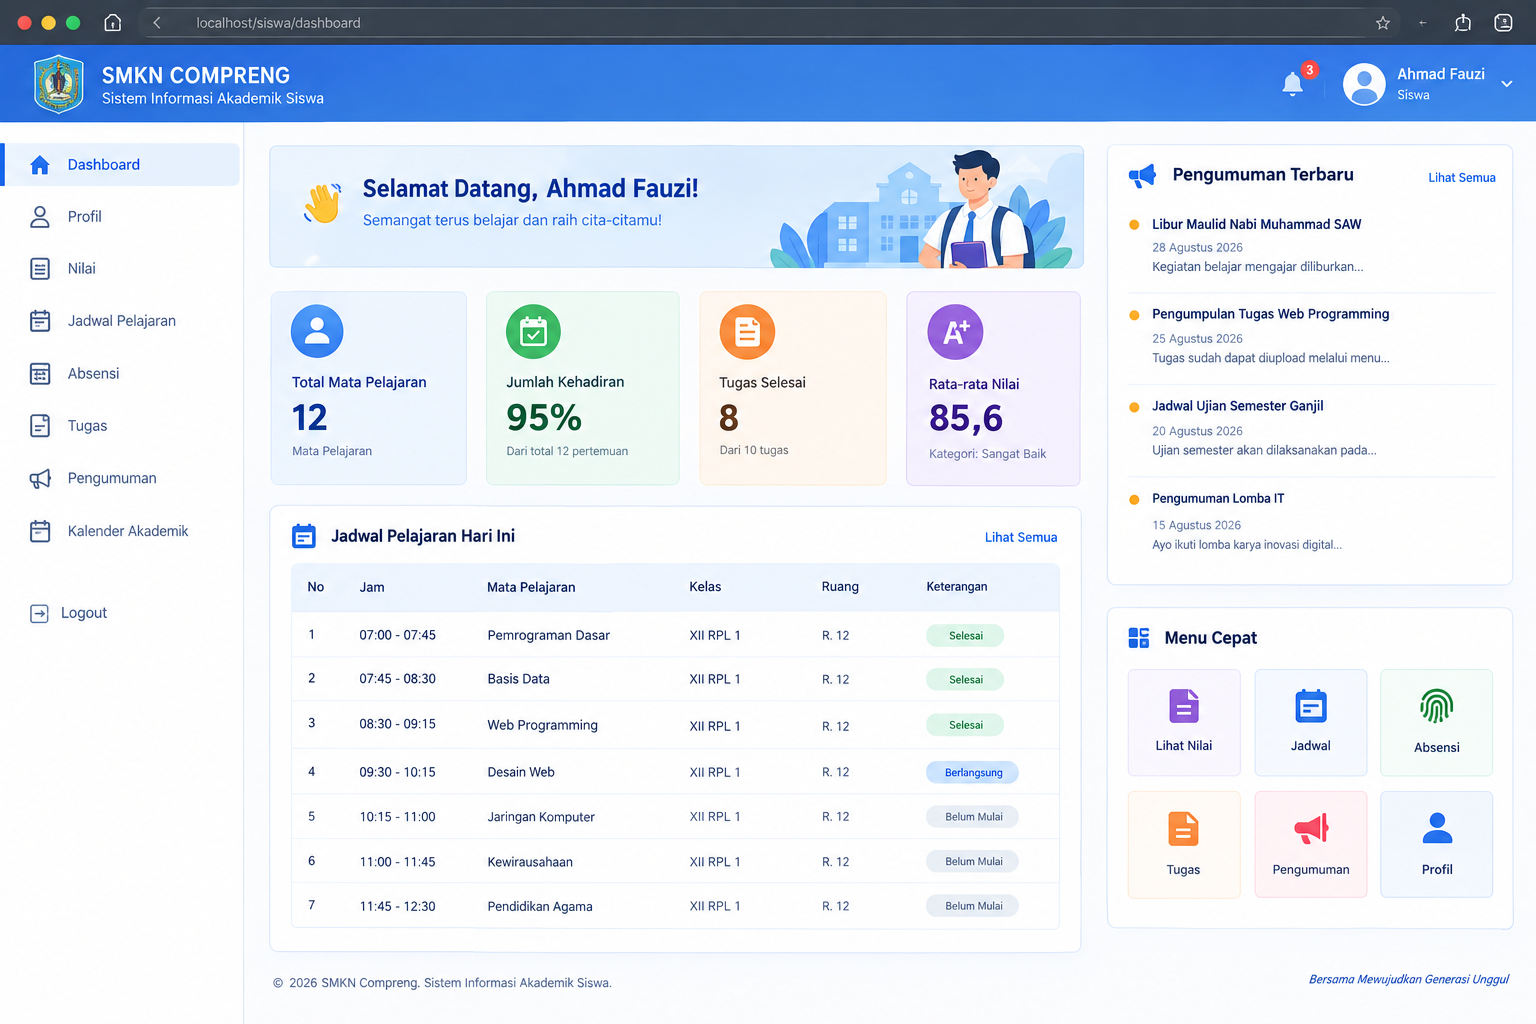 localhost/siswa/dashboard
SMKN COMPRENG
Sistem Informasi Akademik Siswa
3
Ahmad Fauzi
Siswa
Dashboard
Profil
Nilai
Jadwal Pelajaran
Absensi
Tugas
Pengumuman
Kalender Akademik
Logout
Selamat Datang, Ahmad Fauzi!
Semangat terus belajar dan raih cita-citamu!
Total Mata Pelajaran
12
Mata Pelajaran
Jumlah Kehadiran
95%
Dari total 12 pertemuan
Tugas Selesai
8
Dari 10 tugas
A+
Rata-rata Nilai
85,6
Kategori: Sangat Baik
Jadwal Pelajaran Hari Ini
Lihat Semua
No Jam Mata Pelajaran Kelas Ruang Keterangan
1 07:00 - 07:45 Pemrograman Dasar XII RPL 1 R. 12 Selesai
2 07:45 - 08:30 Basis Data XII RPL 1 R. 12 Selesai
3 08:30 - 09:15 Web Programming XII RPL 1 R. 12 Selesai
4 09:30 - 10:15 Desain Web XII RPL 1 R. 12 Berlangsung
5 10:15 - 11:00 Jaringan Komputer XII RPL 1 R. 12 Belum Mulai
6 11:00 - 11:45 Kewirausahaan XII RPL 1 R. 12 Belum Mulai
7 11:45 - 12:30 Pendidikan Agama XII RPL 1 R. 12 Belum Mulai
Pengumuman Terbaru
Lihat Semua
Libur Maulid Nabi Muhammad SAW
28 Agustus 2026
Kegiatan belajar mengajar diliburkan...
Pengumpulan Tugas Web Programming
25 Agustus 2026
Tugas sudah dapat diupload melalui menu...
Jadwal Ujian Semester Ganjil
20 Agustus 2026
Ujian semester akan dilaksanakan pada...
Pengumuman Lomba IT
15 Agustus 2026
Ayo ikuti lomba karya inovasi digital...
Menu Cepat
Lihat Nilai
Jadwal
Absensi
Tugas
Pengumuman
Profil
© 2026 SMKN Compreng. Sistem Informasi Akademik Siswa.
Bersama Mewujudkan Generasi Unggul